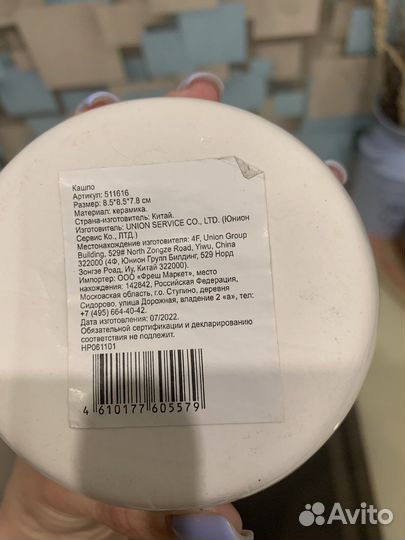 Кашпо
Артикул: 511616
Размер: 8.5*8.5*7.8 см
Материал: керамика.
Страна-изготовитель: Китай.
Изготовитель: UNION SERVICE CO., LTD. (Юнион
Сервис Ко., ЛТД.)
Местонахождение изготовителя: 4F, Union Group
Building, 529# North Zongze Road, Yiwu, China
322000 (4Ф, Юнион Групп Билдинг, 529 Норд
Зонгзе Роад, Иу, Китай 322000).
Импортер: ООО «Фреш Маркет», место
нахождения: 142842, Российская Федерация,
Московская область, г.о Ступино, деревня
Сидорово, улица Дорожная, владение 2 «а», тел:
+7 (495) 664-40-42.
Дата изготовления: 07/2022.
Обязательной сертификации и декларированию
соответствия не подлежит.
HP061101
4 610177 605579
Avito